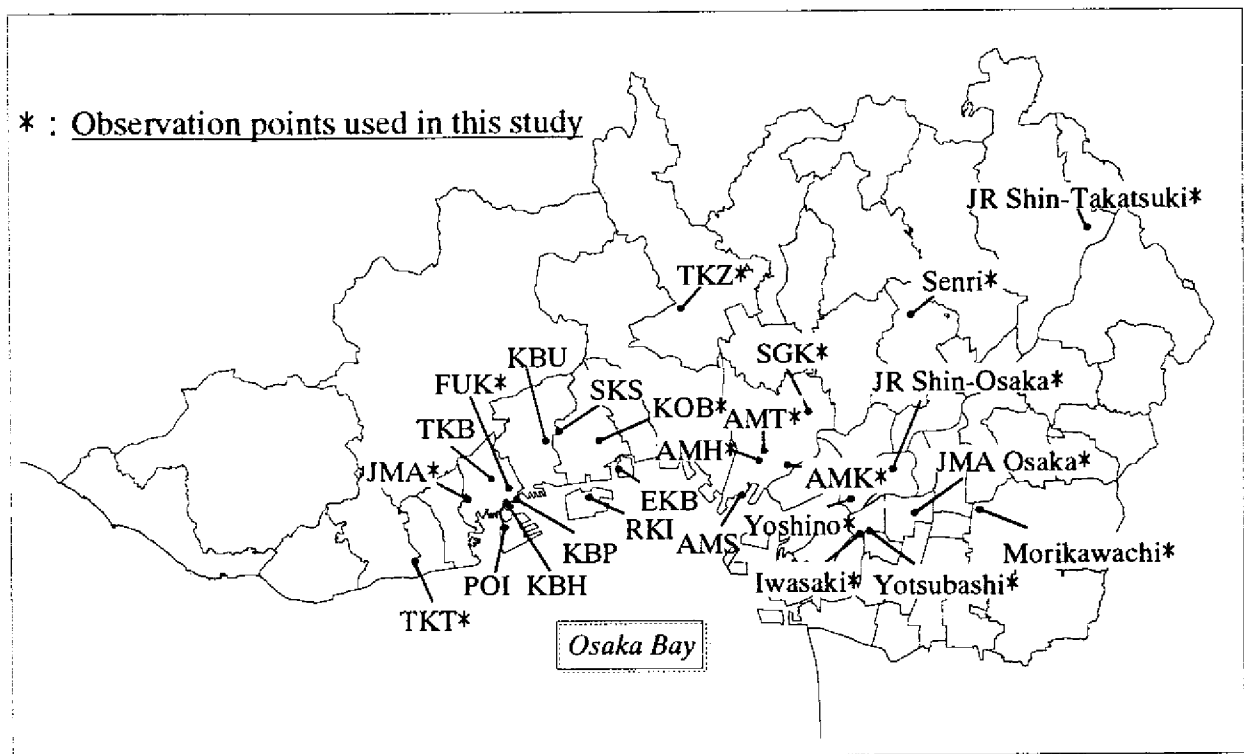 * : Observation points used in this study
JR Shin-Takatsuki*
TKZ*
Senri*
KBU
SGK*
FUK*
SKS
JR Shin-Osaka*
KOB*
AMT*
TKB
AMH*
JMA*
JMA Osaka*
AMK*
EKB
RKI
AMS
Yoshino*
KBP
Morikawachi*
POI
KBH
Iwasaki*
Yotsubashi*
TKT*
Osaka Bay